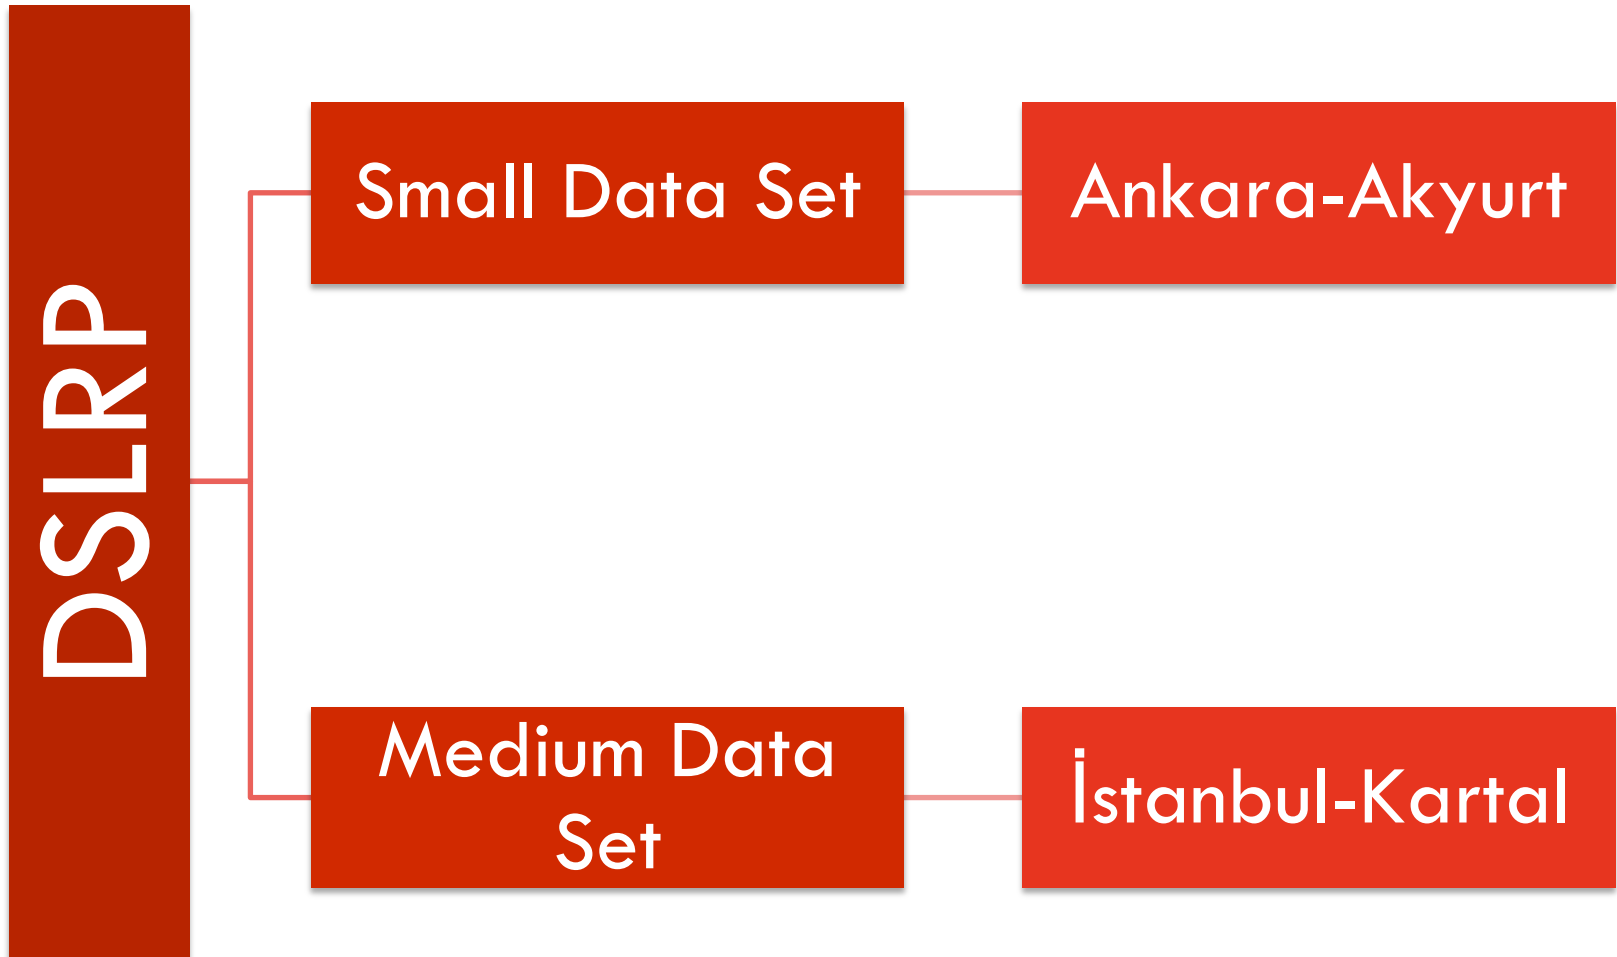 DSLRP
Small Data Set
Ankara-Akyurt
Medium Data
Set
İstanbul-Kartal